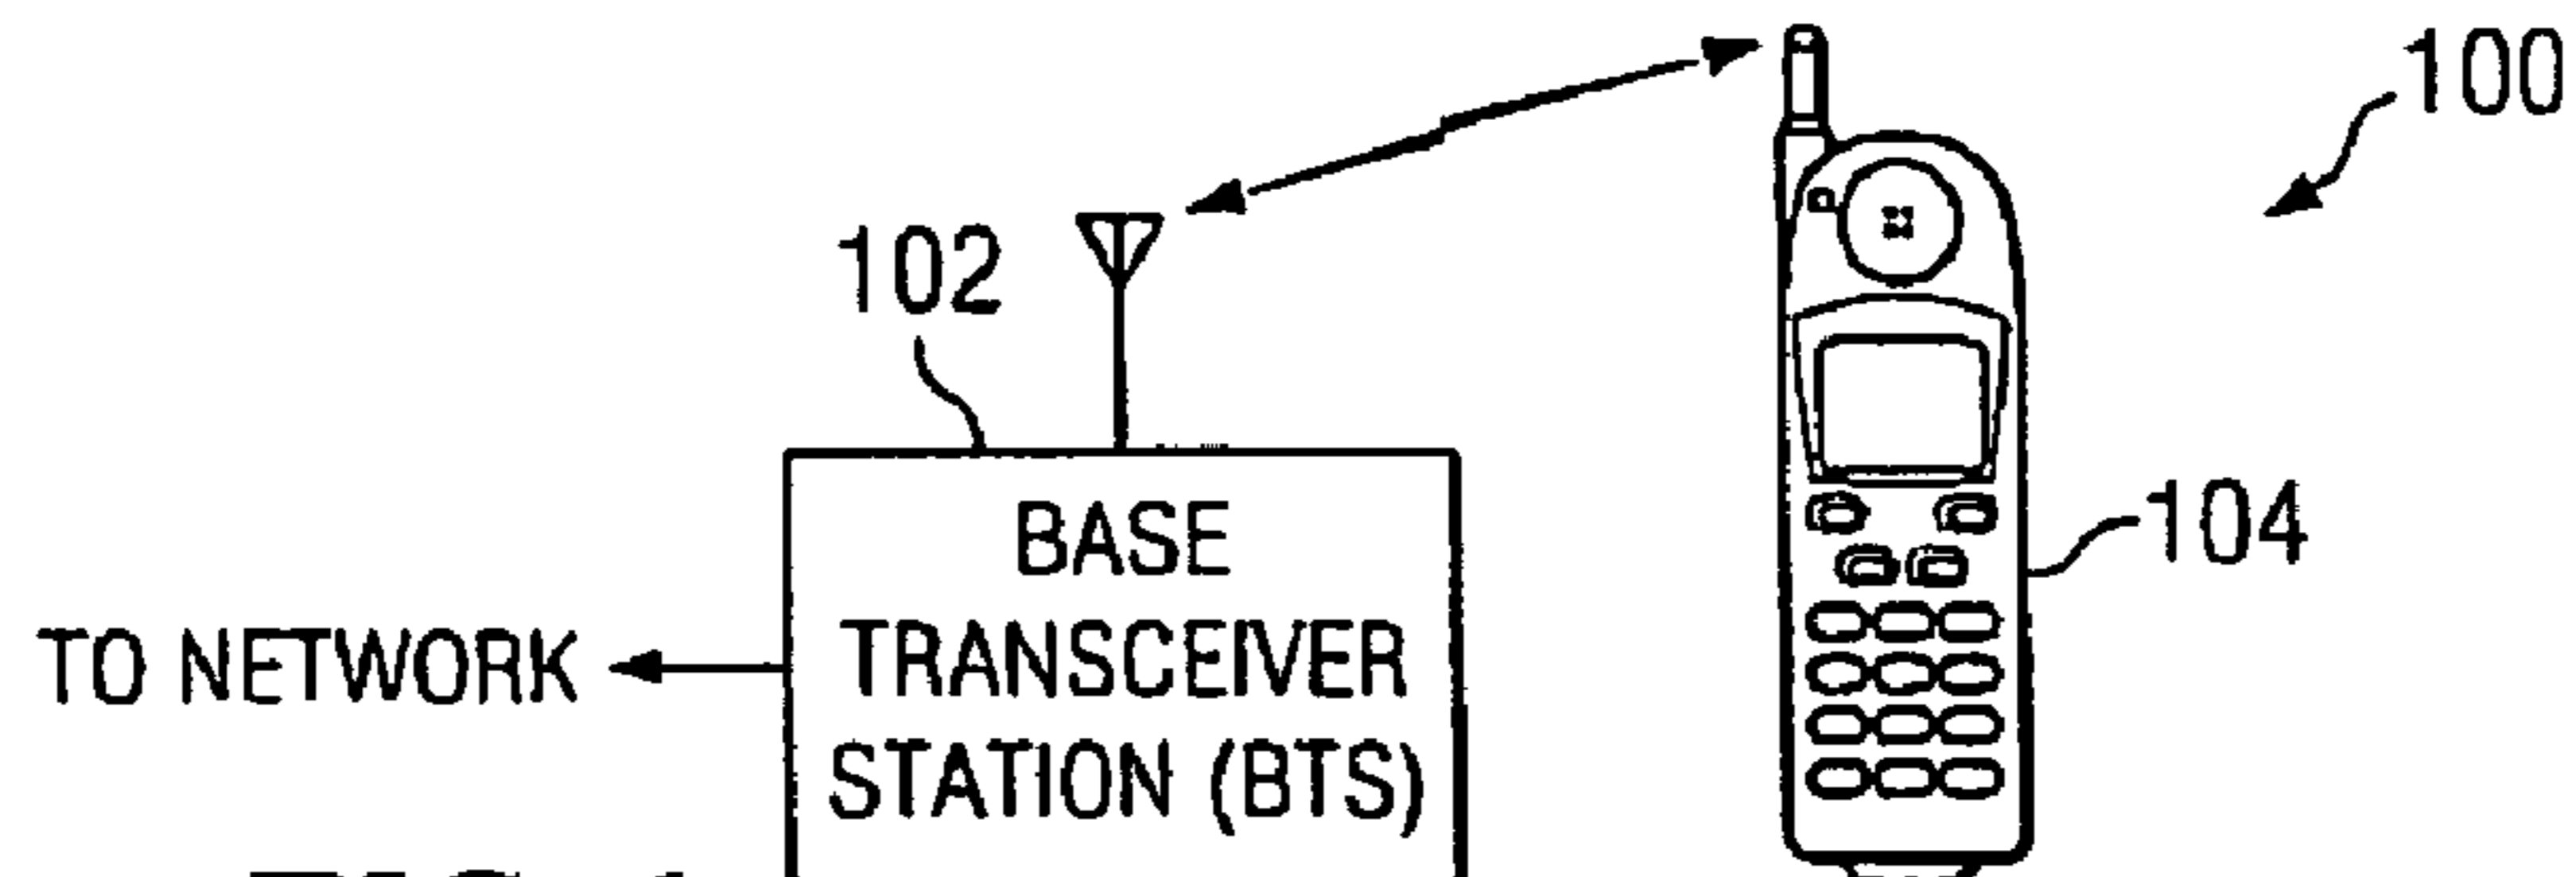 100
102
BASE
TRANSCEIVER
STATION (BTS)
104
TO NETWORK